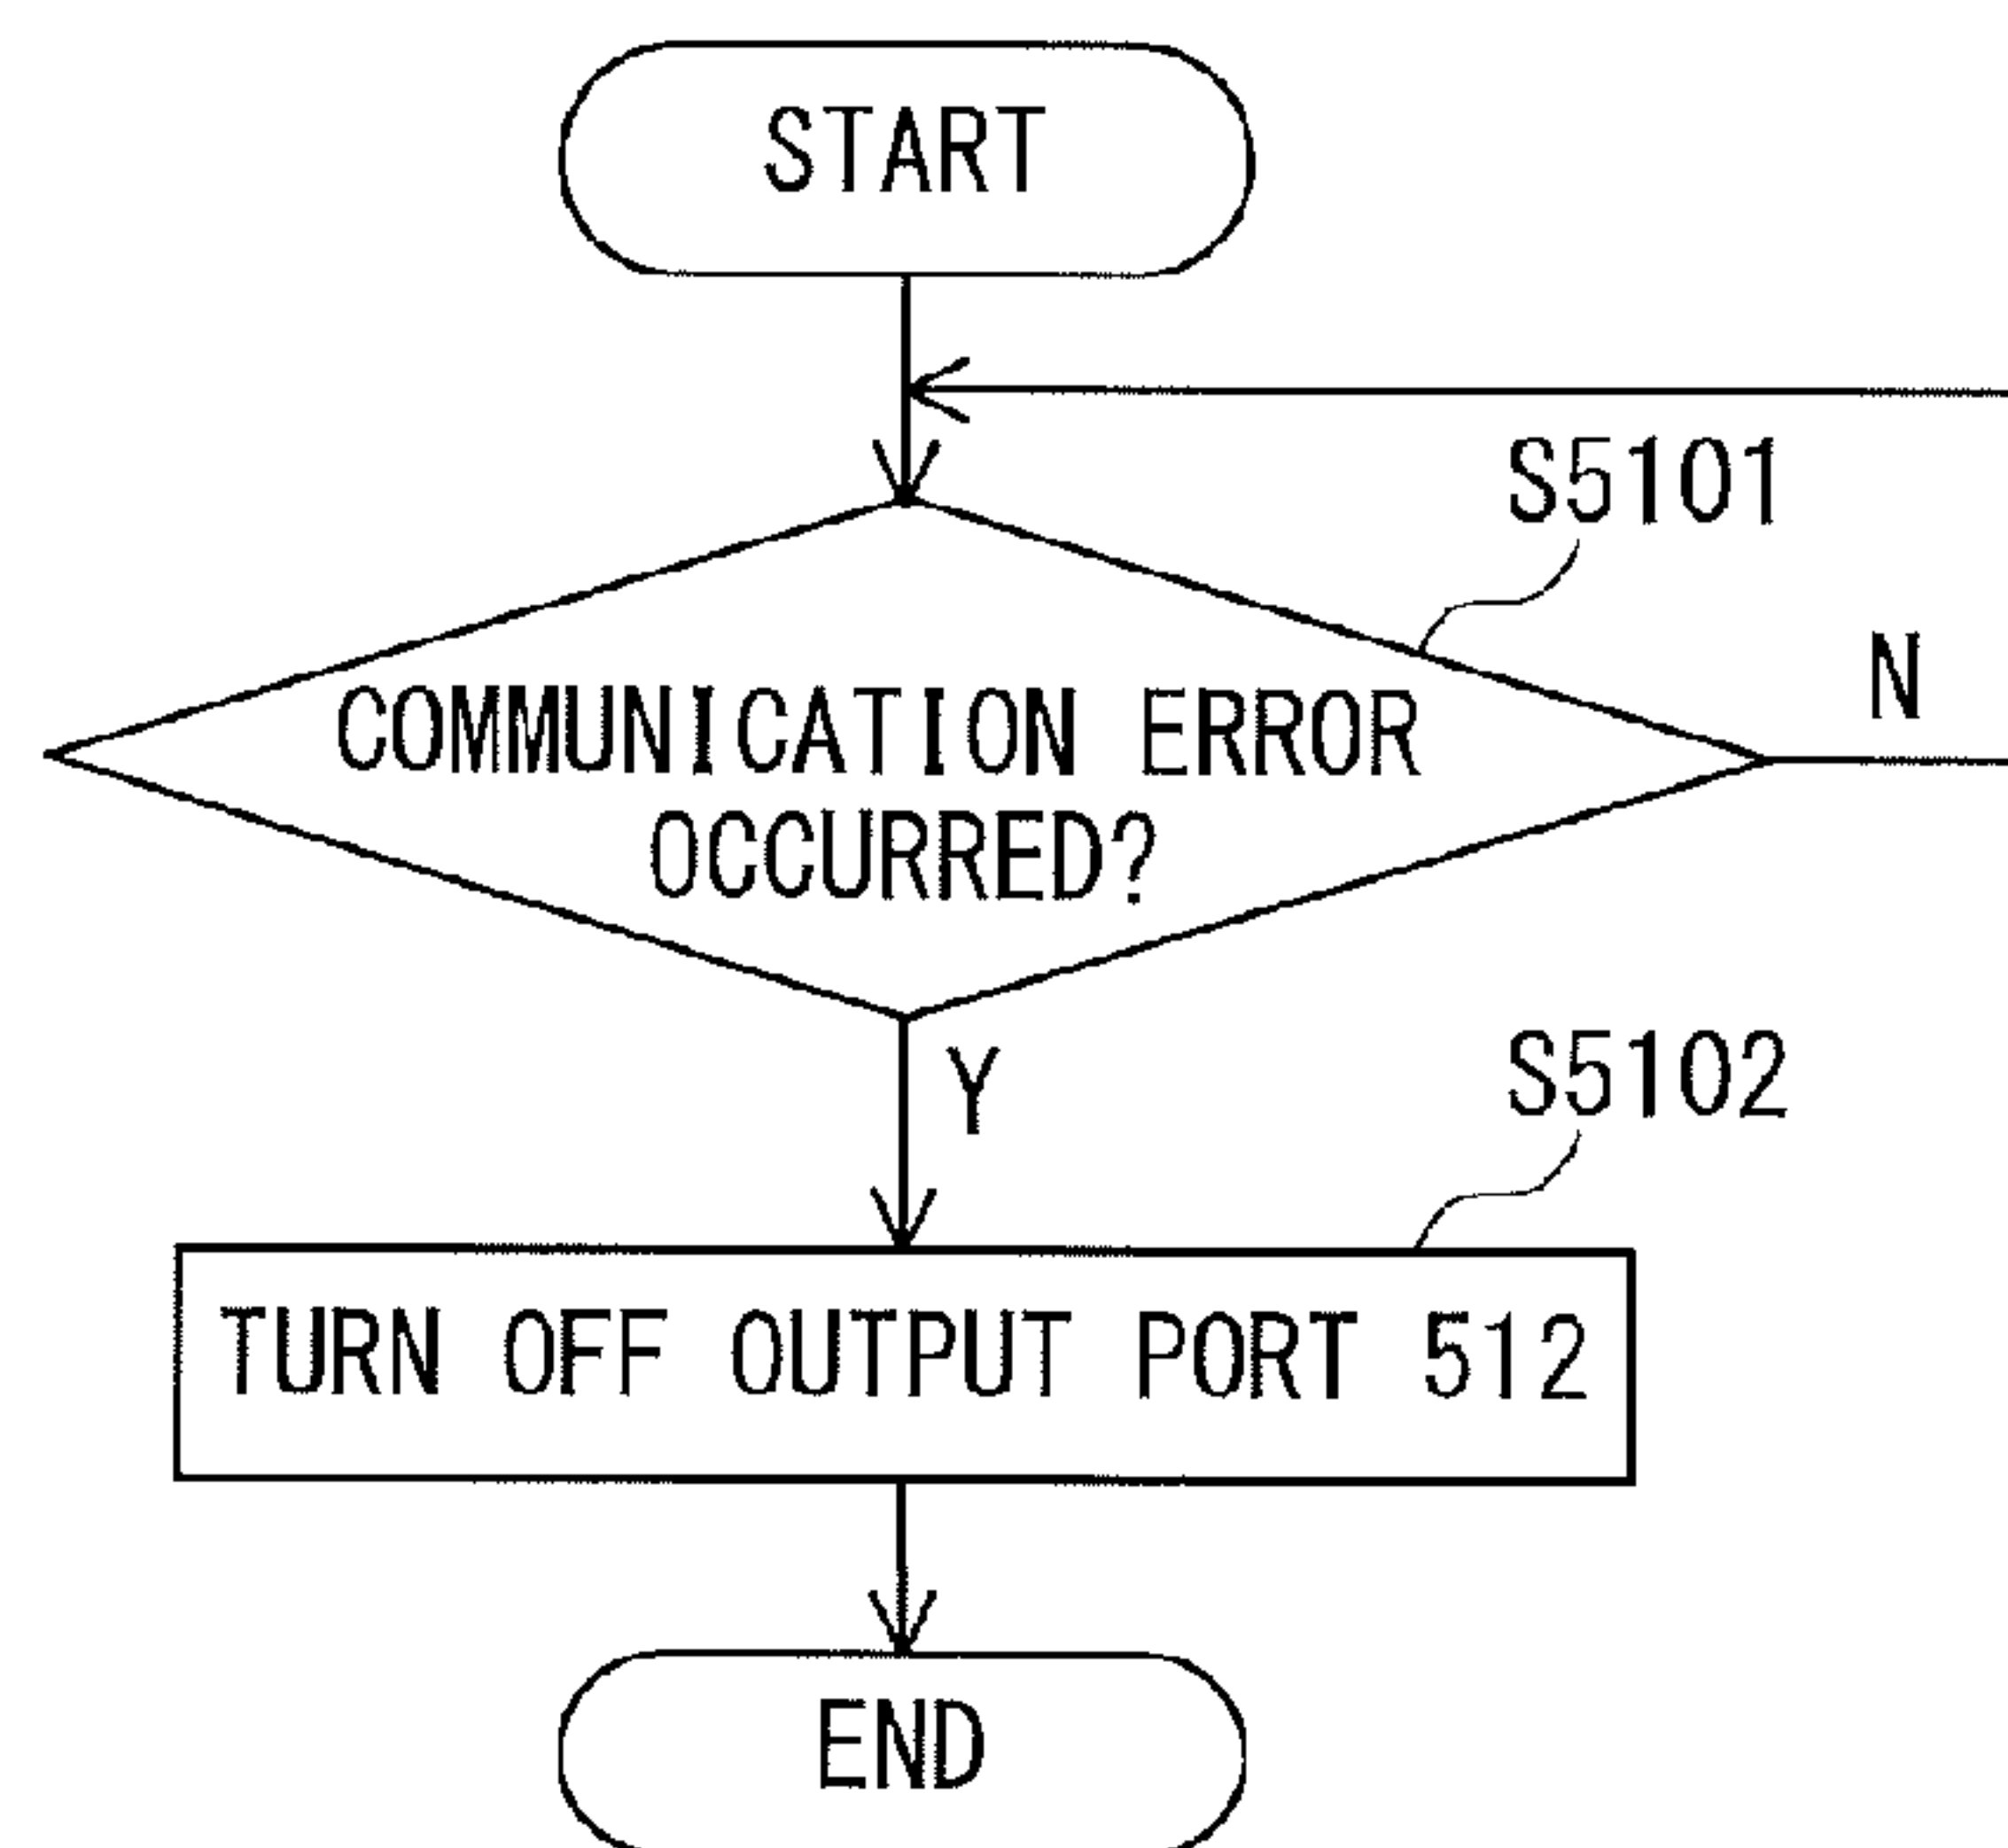 START
S5101
N
COMMUNICATION ERROR
OCCURRED?
Y
S5102
TURN OFF OUTPUT PORT 512
END